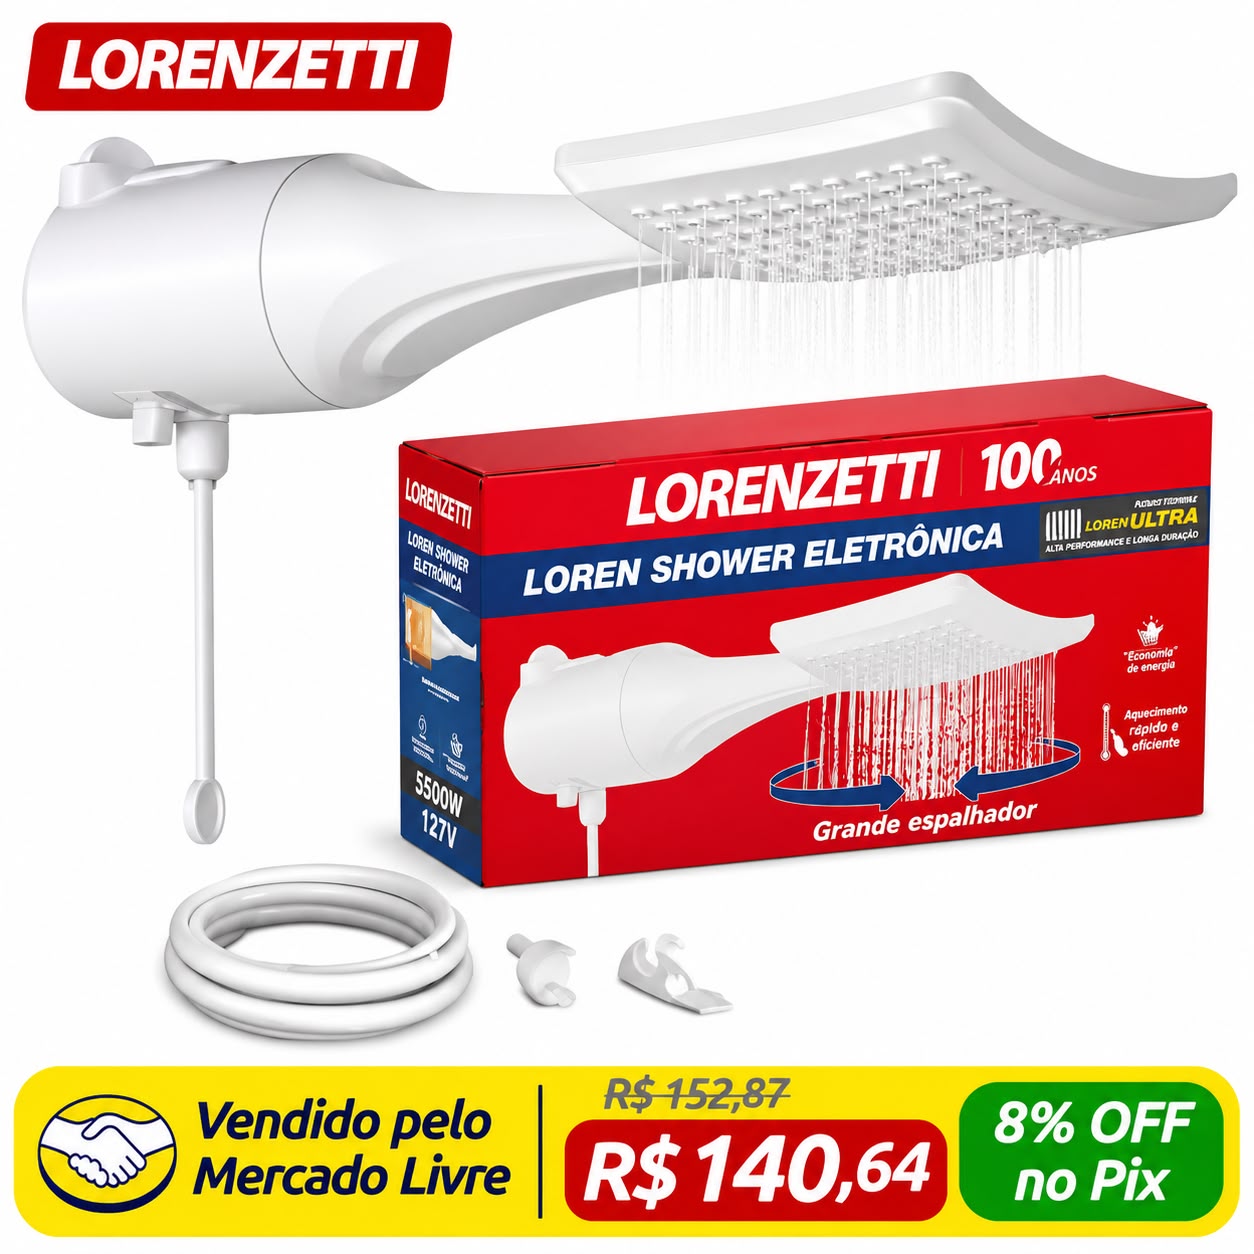 LORENZETTI
LORENZETTI 100 ANOS
LOREN SHOWER ELETRÔNICA
LOREN ULTRA
ALTA PERFORMANCE E LONGA DURAÇÃO
LORENZETTI
LOREN SHOWER
ELETRÔNICA
5500W
127V
"Economia"
de energia
Aquecimento
rápido e
eficiente
Grande espalhador
Vendido pelo
Mercado Livre
R$ 152,87
R$ 140,64
8% OFF
no Pix